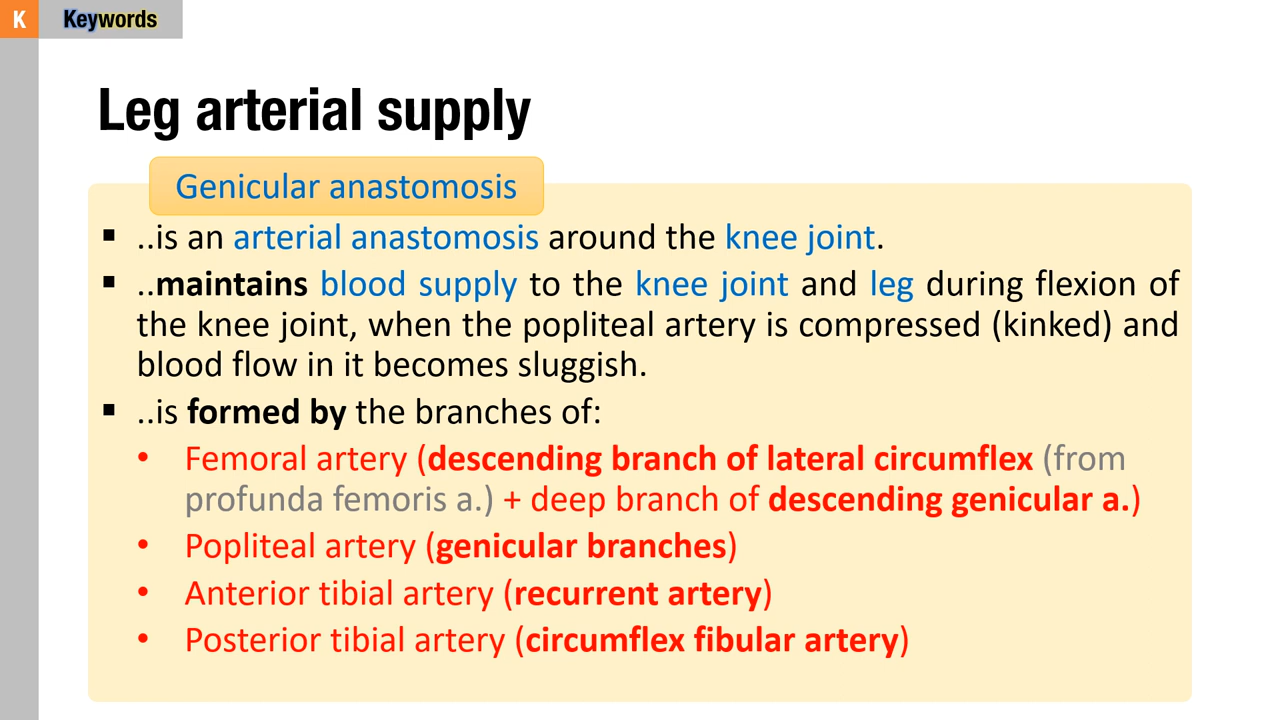 K Keywords
Leg arterial supply
Genicular anastomosis
▪ ..is an arterial anastomosis around the knee joint.
▪ ..maintains blood supply to the knee joint and leg during flexion of
the knee joint, when the popliteal artery is compressed (kinked) and
blood flow in it becomes sluggish.
▪ ..is formed by the branches of:
• Femoral artery (descending branch of lateral circumflex (from
profunda femoris a.) + deep branch of descending genicular a.)
• Popliteal artery (genicular branches)
• Anterior tibial artery (recurrent artery)
• Posterior tibial artery (circumflex fibular artery)